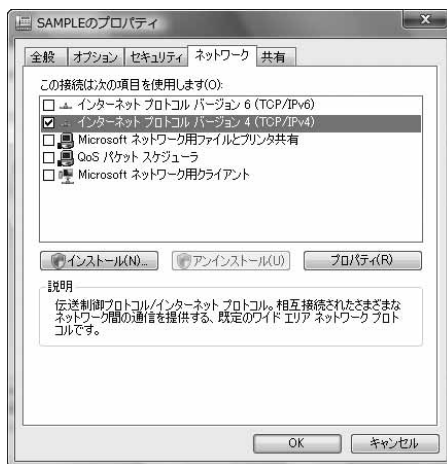 SAMPLEのプロパティ
全般 オプション セキュリティ ネットワーク 共有
この接続は次の項目を使用します(O):
インターネット プロトコル バージョン 6 (TCP/IPv6)
インターネット プロトコル バージョン 4 (TCP/IPv4)
Microsoft ネットワーク用ファイルとプリンタ共有
QoS パケット スケジューラ
Microsoft ネットワーク用クライアント
インストール(N)... アンインストール(U) プロパティ(R)
説明
伝送制御プロトコル/インターネット プロトコル。相互接続されたさまざまな
ネットワーク間の通信を提供する、既定のワイド エリア ネットワーク プロト
コルです。
OK キャンセル